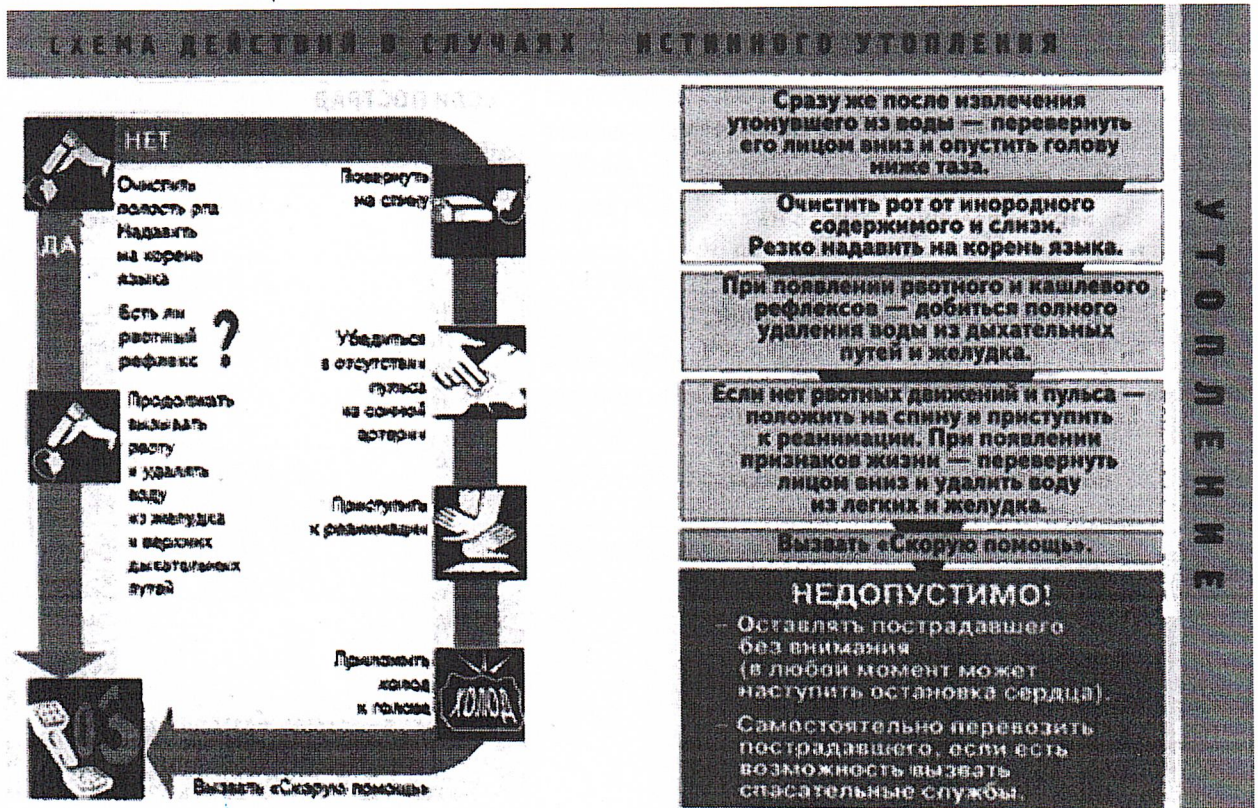 СХЕМА ДЕЙСТВИЙ В СЛУЧАЯХ ИСТИННОГО УТОПЛЕНИЯ
НЕТ
Очистить
полость рта
Надавить
на корень
языка
ДА
Есть ли
рвотный
рефлекс ?
Продолжать
вызывать
рвоту
и удалять
воду
из желудка
и верхних
дыхательных
путей
Повернуть
на спину
Убедиться
в отсутствии
пульса
на сонной
артерии
Приступить
к реанимации
Приложить
холод
к голове
ХОЛОД
03
Вызвать «Скорую помощь»
Сразу же после извлечения
утонувшего из воды — перевернуть
его лицом вниз и опустить голову
ниже таза.
Очистить рот от инородного
содержимого и слизи.
Резко надавить на корень языка.
При появлении рвотного и кашлевого
рефлексов — добиться полного
удаления воды из дыхательных
путей и желудка.
Если нет рвотных движений и пульса —
положить на спину и приступить
к реанимации. При появлении
признаков жизни — перевернуть
лицом вниз и удалить воду
из легких и желудка.
Вызвать «Скорую помощь».
НЕДОПУСТИМО!
– Оставлять пострадавшего
без внимания
(в любой момент может
наступить остановка сердца).
– Самостоятельно перевозить
пострадавшего, если есть
возможность вызвать
спасательные службы.
УТОПЛЕНИЕ